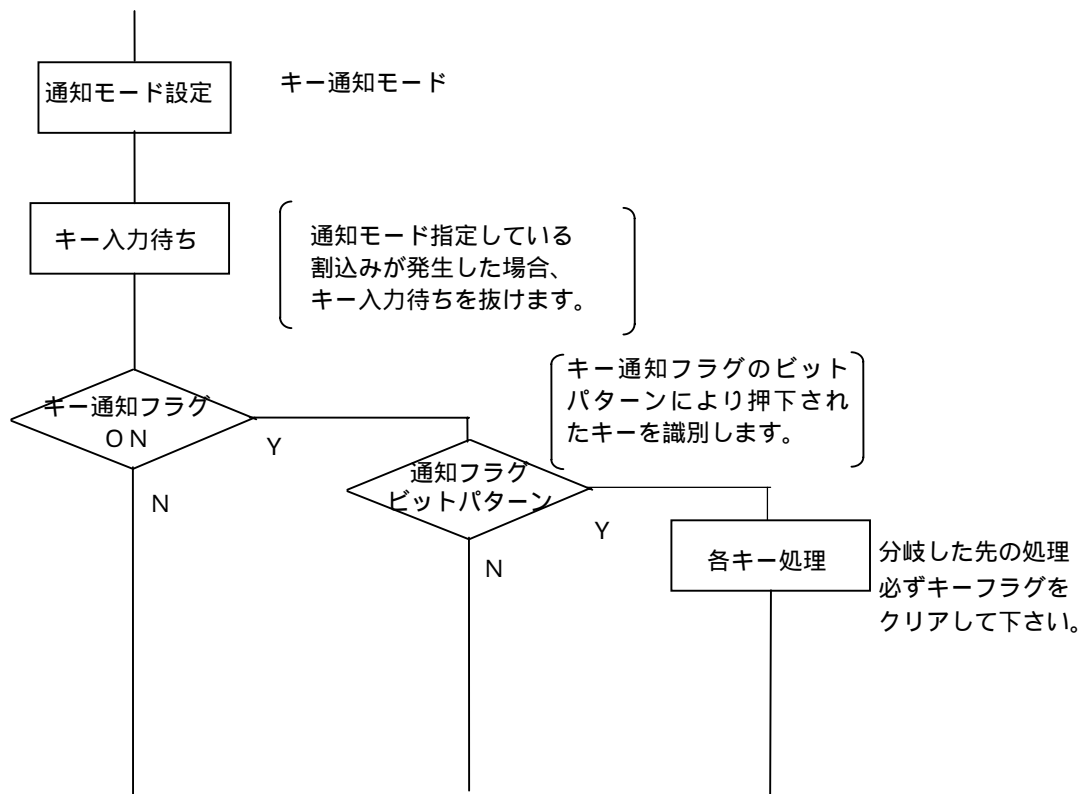 通知モード設定
キー通知モード
キー入力待ち
通知モード指定している
割込みが発生した場合、
キー入力待ちを抜けます。
キー通知フラグ
ＯＮ
Y
N
キー通知フラグのビット
パターンにより押下され
たキーを識別します。
通知フラグ
ビットパターン
Y
N
各キー処理
分岐した先の処理
必ずキーフラグを
クリアして下さい。